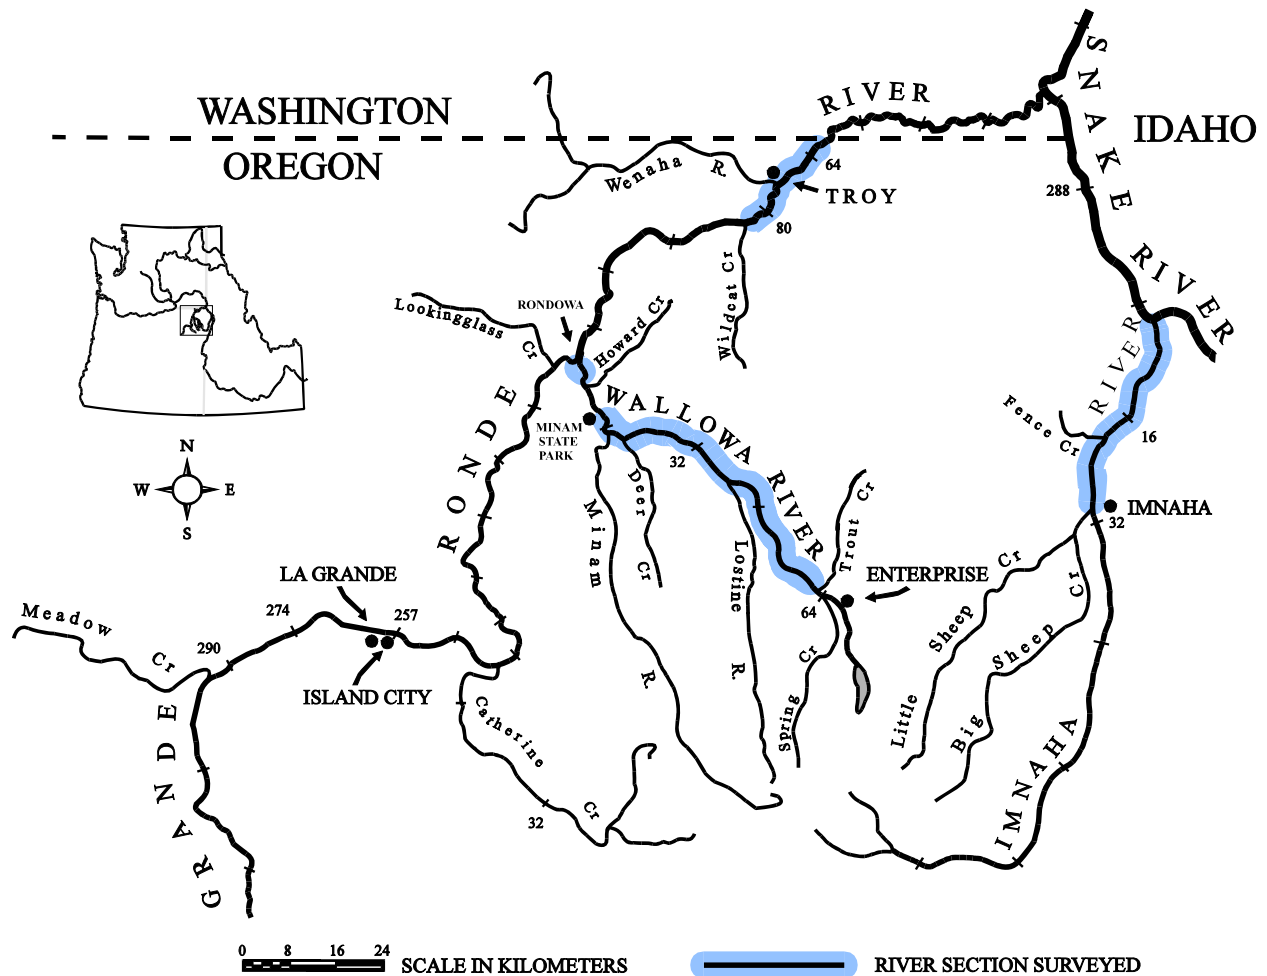 WASHINGTON
OREGON
IDAHO
SNAKE
RIVER
RIVER
64
TROY
80
288
Wenaha R.
Wildcat Cr
RONDOWA
Lookingglass Cr
Howard Cr
WALLOWA RIVER
MINAM
STATE
PARK
32
Deer Cr
Minam R.
Lostine R.
Trout Cr
ENTERPRISE
64
Spring Cr
RIVER
Fence Cr
16
IMNAHA
32
Little Sheep Cr
Big Sheep Cr
IMNAHA
N
W
E
S
RONDE
LA GRANDE
274
257
290
Meadow Cr
ISLAND CITY
GRANDE
Catherine Cr
32
0 8 16 24
SCALE IN KILOMETERS
RIVER SECTION SURVEYED